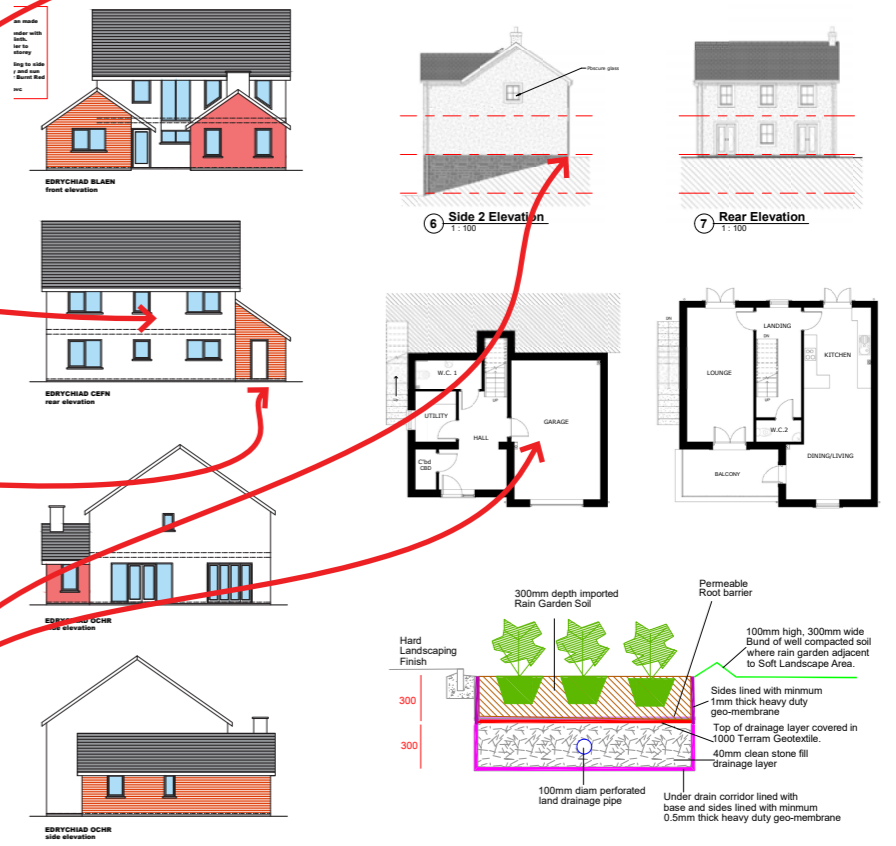 an made
nder with
linth.
ler to
storey
ling to side
y and sun
Burnt Red
EDRYCHIAD BLAEN
front elevation
EDRYCHIAD CEFN
rear elevation
EDRYCHIAD OCHR
side elevation
EDRYCHIAD OCHR
side elevation
Obscure glass
6 Side 2 Elevation
1 : 100
7 Rear Elevation
1 : 100
W.C. 1
UP
UTILITY
HALL
C'bd
CBD
GARAGE
DN
LANDING
DN
KITCHEN
LOUNGE
UP
W.C.2
DINING/LIVING
BALCONY
300mm depth imported
Rain Garden Soil
Permeable
Root barrier
Hard
Landscaping
Finish
100mm high, 300mm wide
Bund of well compacted soil
where rain garden adjacent
to Soft Landscape Area.
300
Sides lined with minmum
1mm thick heavy duty
geo-membrane
Top of drainage layer covered in
1000 Terram Geotextile.
300
40mm clean stone fill
drainage layer
100mm diam perforated
land drainage pipe
Under drain corridor lined with
base and sides lined with minmum
0.5mm thick heavy duty geo-membrane